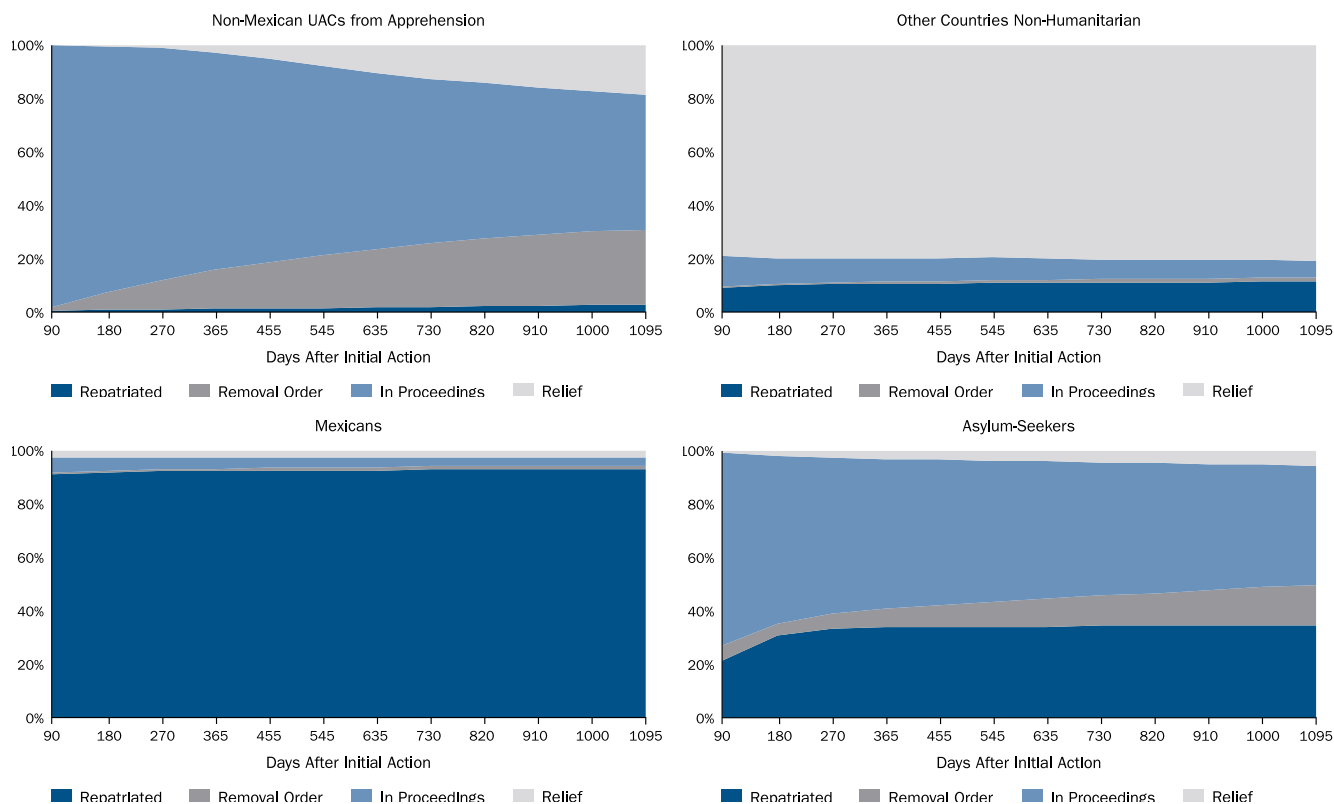 Non-Mexican UACs from Apprehension
100%
80%
60%
40%
20%
0%
90 180 270 365 455 545 635 730 820 910 1000 1095
Days After Initial Action
Repatriated Removal Order In Proceedings Relief
Other Countries Non-Humanitarian
100%
80%
60%
40%
20%
0%
90 180 270 365 455 545 635 730 820 910 1000 1095
Days After Initial Action
Repatriated Removal Order In Proceedings Relief
Mexicans
100%
80%
60%
40%
20%
0%
90 180 270 365 455 545 635 730 820 910 1000 1095
Days After Initial Action
Repatriated Removal Order In Proceedings Relief
Asylum-Seekers
100%
80%
60%
40%
20%
0%
90 180 270 365 455 545 635 730 820 910 1000 1095
Days After Initial Action
Repatriated Removal Order In Proceedings Relief